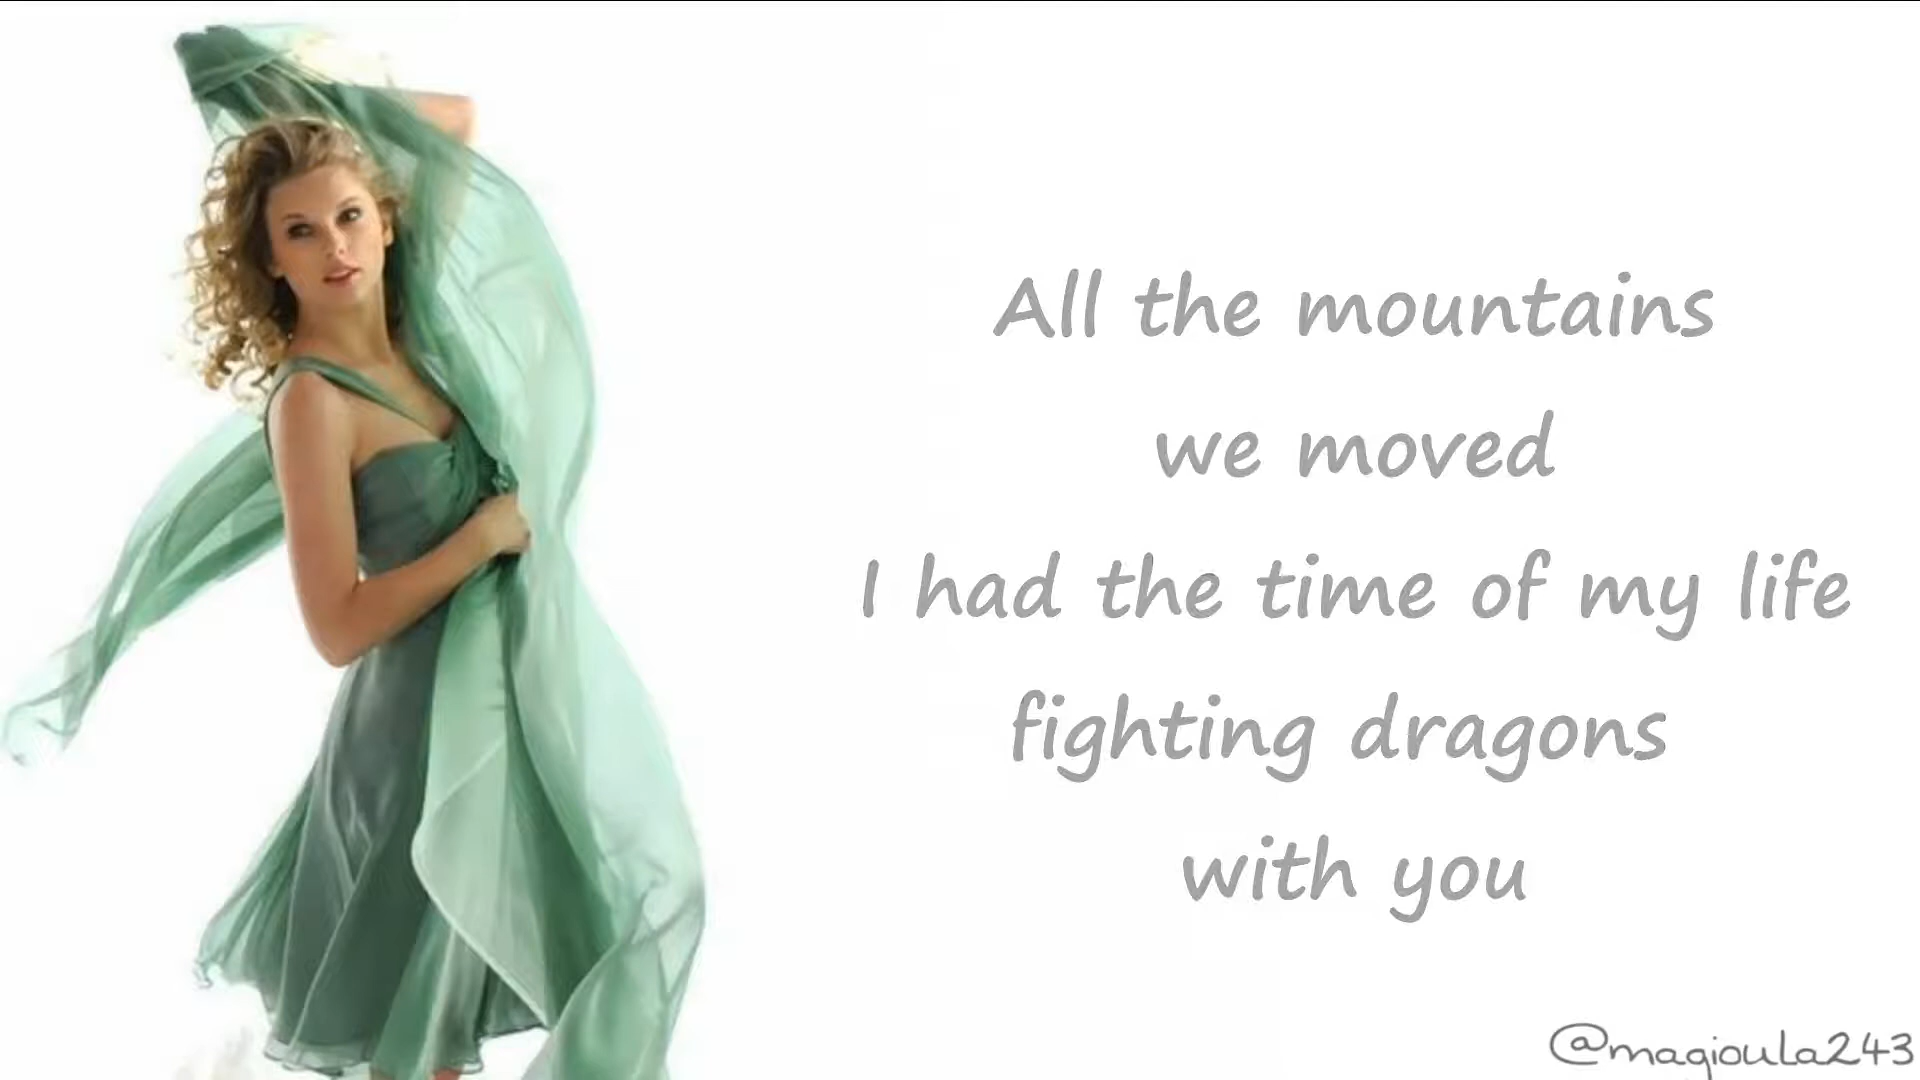 All the mountains
we moved
I had the time of my life
fighting dragons
with you
@magioula243